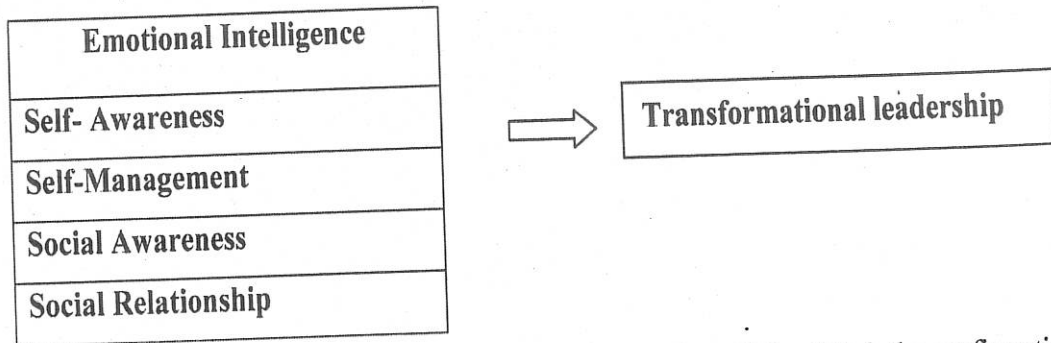 Emotional Intelligence
Self- Awareness
Self-Management
Social Awareness
Social Relationship
Transformational leadership